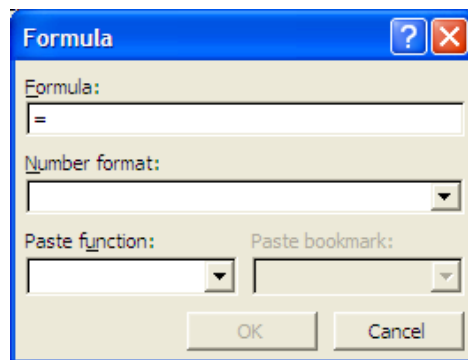 Formula
Formula:
=
Number format:
Paste function: Paste bookmark:
OK Cancel